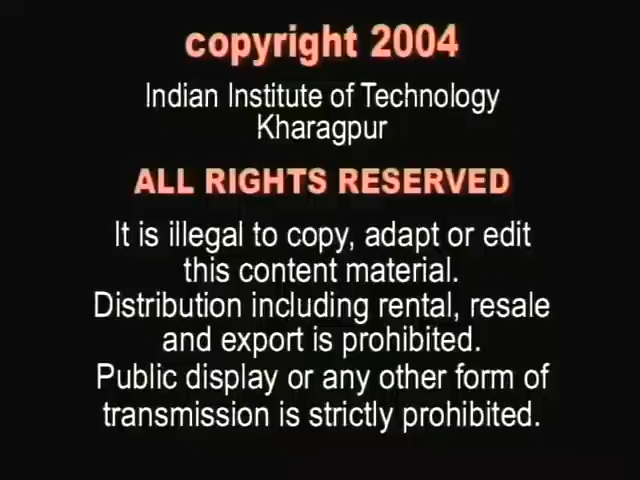 copyright 2004
Indian Institute of Technology
Kharagpur
ALL RIGHTS RESERVED
It is illegal to copy, adapt or edit
this content material.
Distribution including rental, resale
and export is prohibited.
Public display or any other form of
transmission is strictly prohibited.